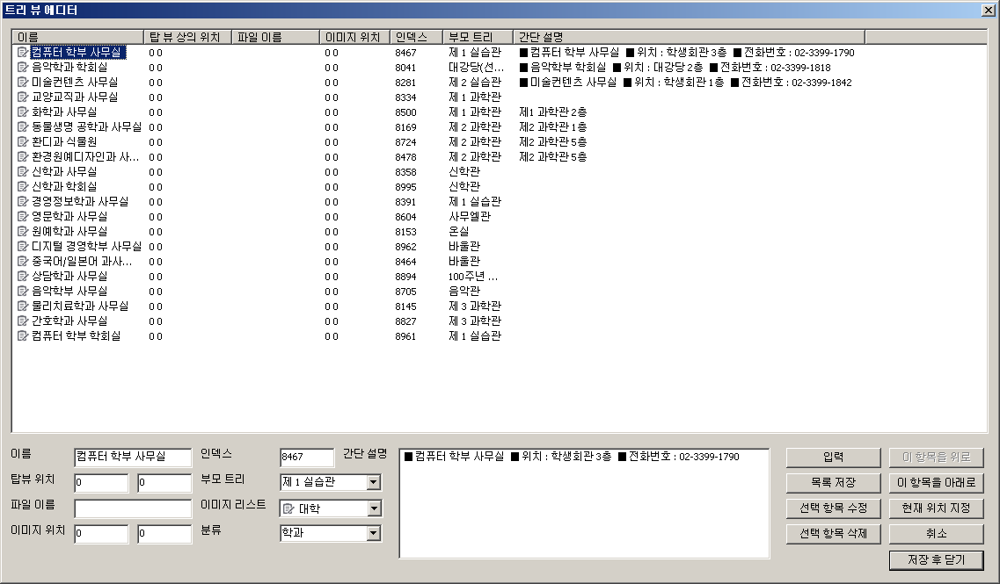 트리 뷰 에디터
이름 탑 뷰 상의 위치 파일 이름 이미지 위치 인덱스 부모 트리 간단 설명
컴퓨터 학부 사무실 0 0 0 0 8467 제 1 실습관 ■컴퓨터 학부 사무실 ■위치 : 학생회관 3층 ■전화번호 : 02-3399-1790
음악학과 학회실 0 0 0 0 8041 대강당(선... ■음악학부 학회실 ■위치 : 대강당 2층 ■전화번호 : 02-3399-1818
미술컨텐츠 사무실 0 0 0 0 8281 제 2 실습관 ■미술컨텐츠 사무실 ■위치 : 학생회관 1층 ■전화번호 : 02-3399-1842
교양교직과 사무실 0 0 0 0 8334 제 1 과학관
화학과 사무실 0 0 0 0 8500 제 1 과학관 제1 과학관 2층
동물생명 공학과 사무실 0 0 0 0 8169 제 2 과학관 제2 과학관 1층
환디과 식물원 0 0 0 0 8724 제 2 과학관 제2 과학관 5층
환경원예디자인과 사... 0 0 0 0 8478 제 2 과학관 제2 과학관 5층
신학과 사무실 0 0 0 0 8358 신학관
신학과 학회실 0 0 0 0 8995 신학관
경영정보학과 사무실 0 0 0 0 8391 제 1 실습관
영문학과 사무실 0 0 0 0 8604 사무엘관
원예학과 사무실 0 0 0 0 8153 온실
디지털 경영학부 사무실 0 0 0 0 8962 바울관
중국어/일본어 과사... 0 0 0 0 8464 바울관
상담학과 사무실 0 0 0 0 8894 100주년 ...
음악학부 사무실 0 0 0 0 8705 음악관
물리치료학과 사무실 0 0 0 0 8145 제 3 과학관
간호학과 사무실 0 0 0 0 8827 제 3 과학관
컴퓨터 학부 학회실 0 0 0 0 8961 제 1 실습관
이름 컴퓨터 학부 사무실 인덱스 8467 간단 설명 ■컴퓨터 학부 사무실 ■위치 : 학생회관 3층 ■전화번호 : 02-3399-1790 입력 이 항목을 위로
탑뷰 위치 0 0 부모 트리 제 1 실습관 목록 저장 이 항목을 아래로
파일 이름 이미지 리스트 대학 선택 항목 수정 현재 위치 지정
이미지 위치 0 0 분류 학과 선택 항목 삭제 취소
저장 후 닫기